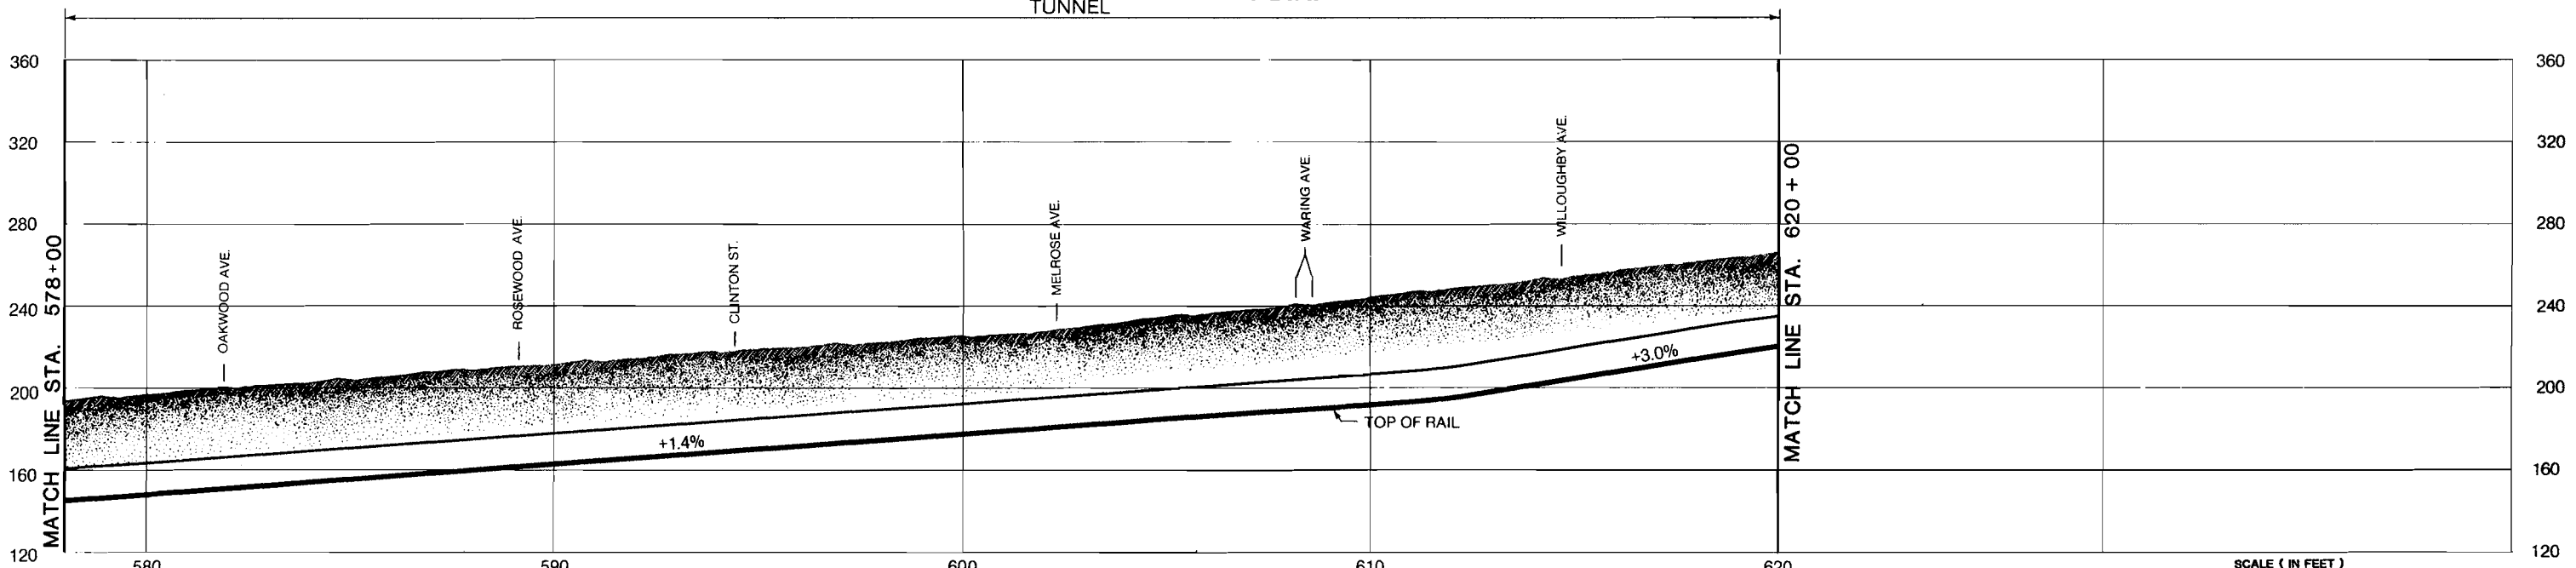 TUNNEL
360
360
320
320
280
280
240
240
200
200
160
160
120
120
MATCH LINE STA. 578+00
OAKWOOD AVE.
ROSEWOOD AVE.
CLINTON ST.
MELROSE AVE.
WARING AVE.
WILLOUGHBY AVE.
MATCH LINE STA. 620 + 00
+1.4%
+3.0%
TOP OF RAIL
580
590
600
610
620
SCALE ( IN FEET )